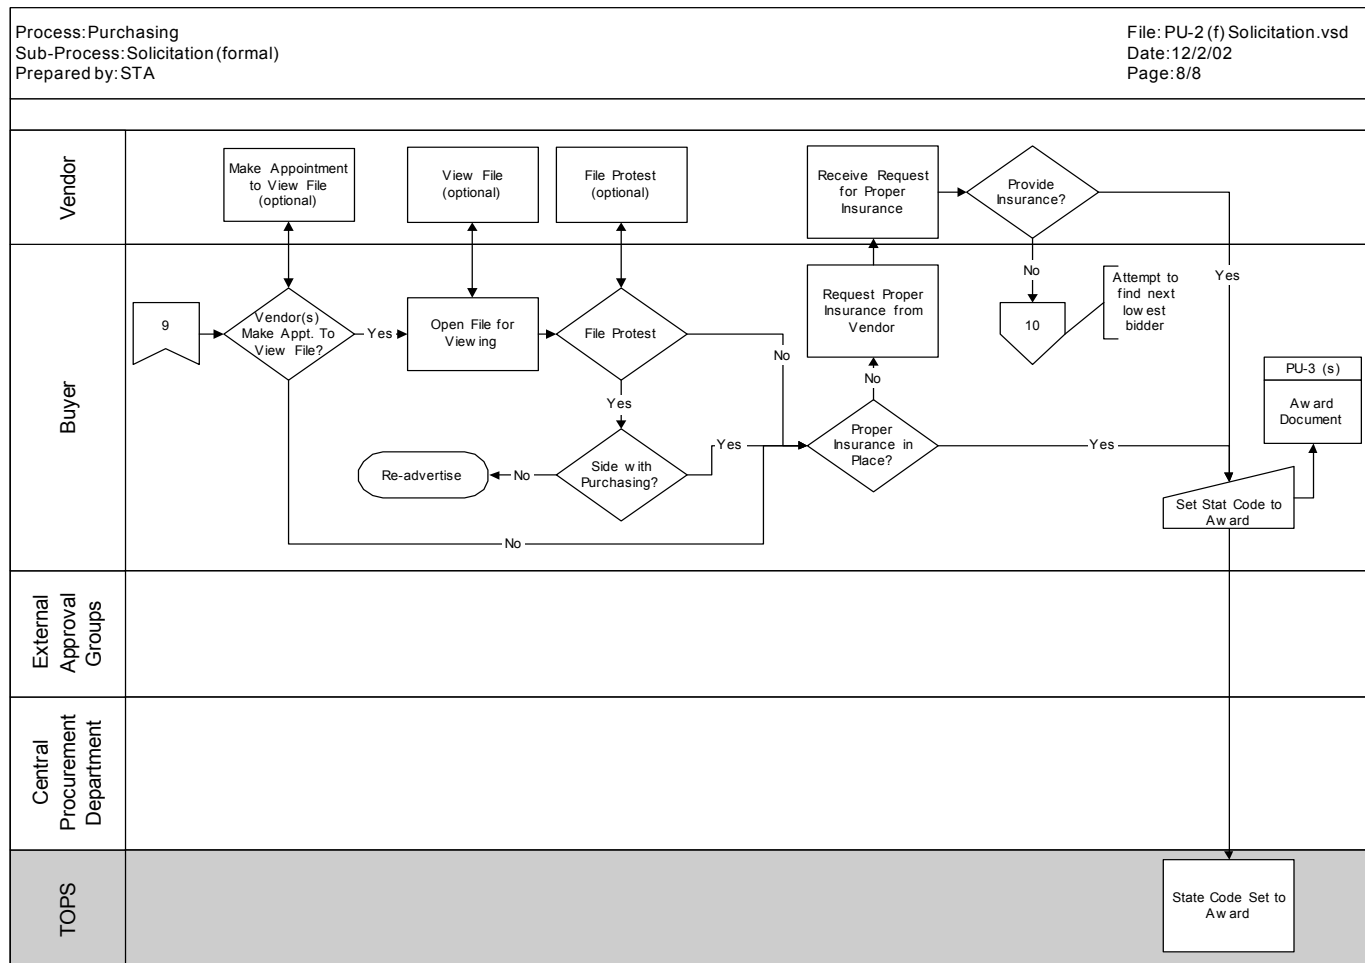 Process: Purchasing
Sub-Process: Solicitation (formal)
Prepared by: STA
File: PU-2 (f) Solicitation.vsd
Date: 12/2/02
Page: 8/8
Vendor
Make Appointment
to View File
(optional)
View File
(optional)
File Protest
(optional)
Receive Request
for Proper
Insurance
Provide
Insurance?
No
Yes
Buyer
9
Vendor(s)
Make Appt. To
View File?
Yes
Open File for
Viewing
File Protest
No
Request Proper
Insurance from
Vendor
10
Attempt to
find next
lowest
bidder
No
PU-3 (s)
Award
Document
Yes
Re-advertise
No
Side with
Purchasing?
Yes
Proper
Insurance in
Place?
Yes
Set Stat Code to
Award
No
External
Approval
Groups
Central
Procurement
Department
TOPS
State Code Set to
Award